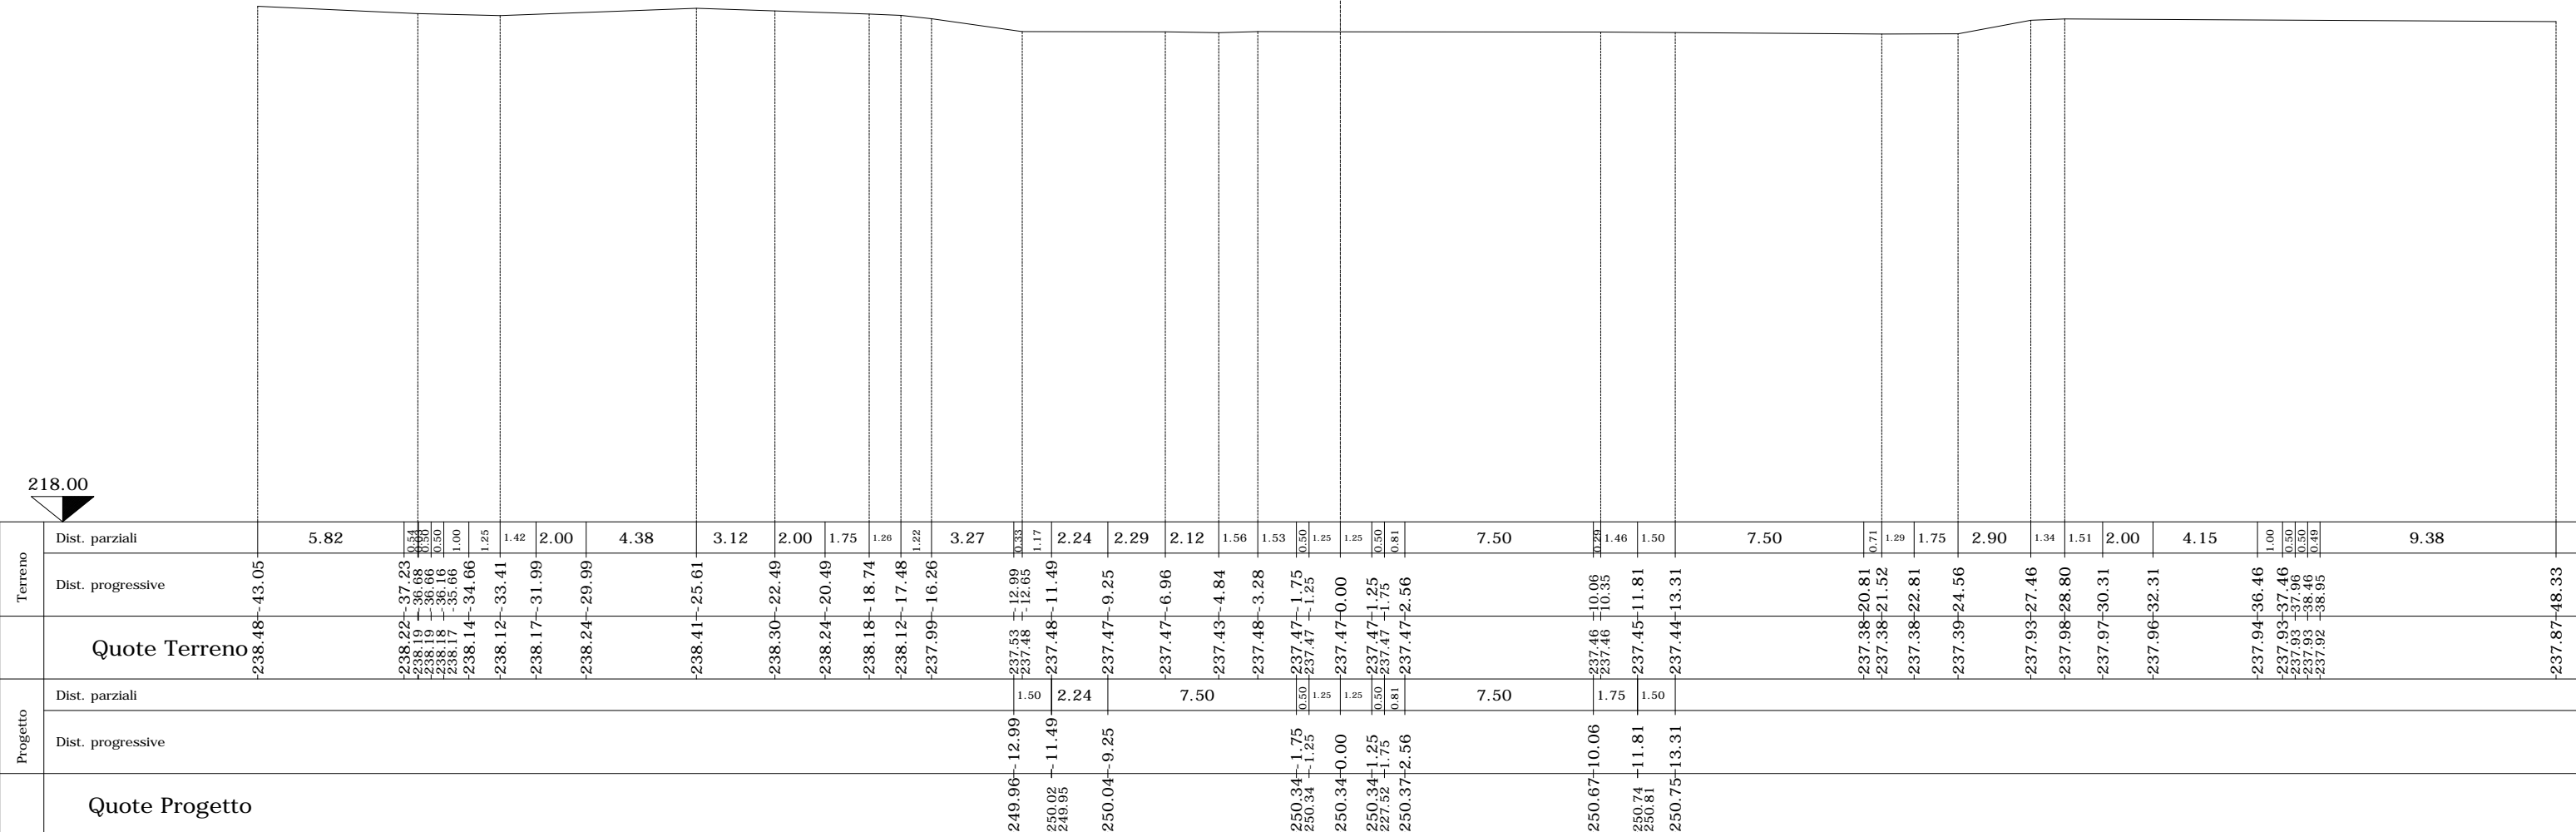 218.00
Terreno
Dist. parziali
5.82 0.54 0.03 0.50 0.50 1.00 1.25 1.42 2.00 4.38 3.12 2.00 1.75 1.26 1.22 3.27 0.33 1.17 2.24 2.29 2.12 1.56 1.53 0.50 1.25 1.25 0.50 0.81 7.50 0.29 1.46 1.50 7.50 0.71 1.29 1.75 2.90 1.34 1.51 2.00 4.15 1.00 0.50 0.50 0.49 9.38
Dist. progressive
-43.05 -37.23 -36.68 -36.66 -36.16 -35.66 -34.66 -33.41 -31.99 -29.99 -25.61 -22.49 -20.49 -18.74 -17.48 -16.26 -12.99 -12.65 -11.49 -9.25 -6.96 -4.84 -3.28 -1.75 -1.25 0.00 1.25 1.75 2.56 10.06 10.35 11.81 13.31 20.81 21.52 22.81 24.56 27.46 28.80 30.31 32.31 36.46 37.46 37.96 38.46 38.95 48.33
Quote Terreno
238.48 238.22 238.19 238.19 238.18 238.17 238.14 238.12 238.17 238.24 238.41 238.30 238.24 238.18 238.12 237.99 237.53 237.48 237.48 237.47 237.47 237.43 237.48 237.47 237.47 237.47 237.47 237.47 237.47 237.46 237.46 237.45 237.44 237.38 237.38 237.38 237.39 237.93 237.98 237.97 237.96 237.94 237.93 237.93 237.93 237.92 237.87
Progetto
Dist. parziali
1.50 2.24 7.50 0.50 1.25 1.25 0.50 0.81 7.50 1.75 1.50
Dist. progressive
-12.99 -11.49 -9.25 -1.75 -1.25 0.00 1.25 1.75 2.56 10.06 11.81 13.31
Quote Progetto
249.96 250.02 249.95 250.04 250.34 250.34 250.34 250.34 227.52 250.37 250.67 250.74 250.81 250.75